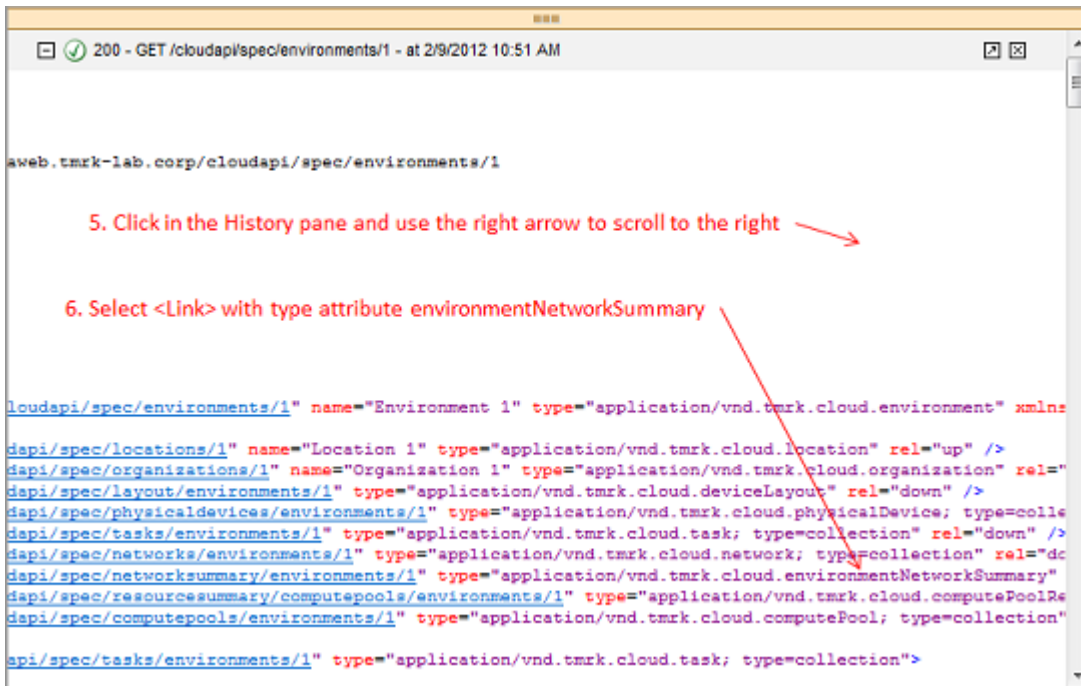 200 - GET /cloudapi/spec/environments/1 - at 2/9/2012 10:51 AM
aweb.tmrk-lab.corp/cloudapi/spec/environments/1
5. Click in the History pane and use the right arrow to scroll to the right
6. Select <Link> with type attribute environmentNetworkSummary
loudapi/spec/environments/1" name="Environment 1" type="application/vnd.tmrk.cloud.environment" xmlns
dapi/spec/locations/1" name="Location 1" type="application/vnd.tmrk.cloud.location" rel="up" />
dapi/spec/organizations/1" name="Organization 1" type="application/vnd.tmrk.cloud.organization" rel="
dapi/spec/layout/environments/1" type="application/vnd.tmrk.cloud.deviceLayout" rel="down" />
dapi/spec/physicaldevices/environments/1" type="application/vnd.tmrk.cloud.physicalDevice; type=colle
dapi/spec/tasks/environments/1" type="application/vnd.tmrk.cloud.task; type=collection" rel="down" />
dapi/spec/networks/environments/1" type="application/vnd.tmrk.cloud.network; type=collection" rel="do
dapi/spec/networksummary/environments/1" type="application/vnd.tmrk.cloud.environmentNetworkSummary"
dapi/spec/resourcesummary/computepools/environments/1" type="application/vnd.tmrk.cloud.computePoolRe
dapi/spec/computepools/environments/1" type="application/vnd.tmrk.cloud.computePool; type=collection"
api/spec/tasks/environments/1" type="application/vnd.tmrk.cloud.task; type=collection">